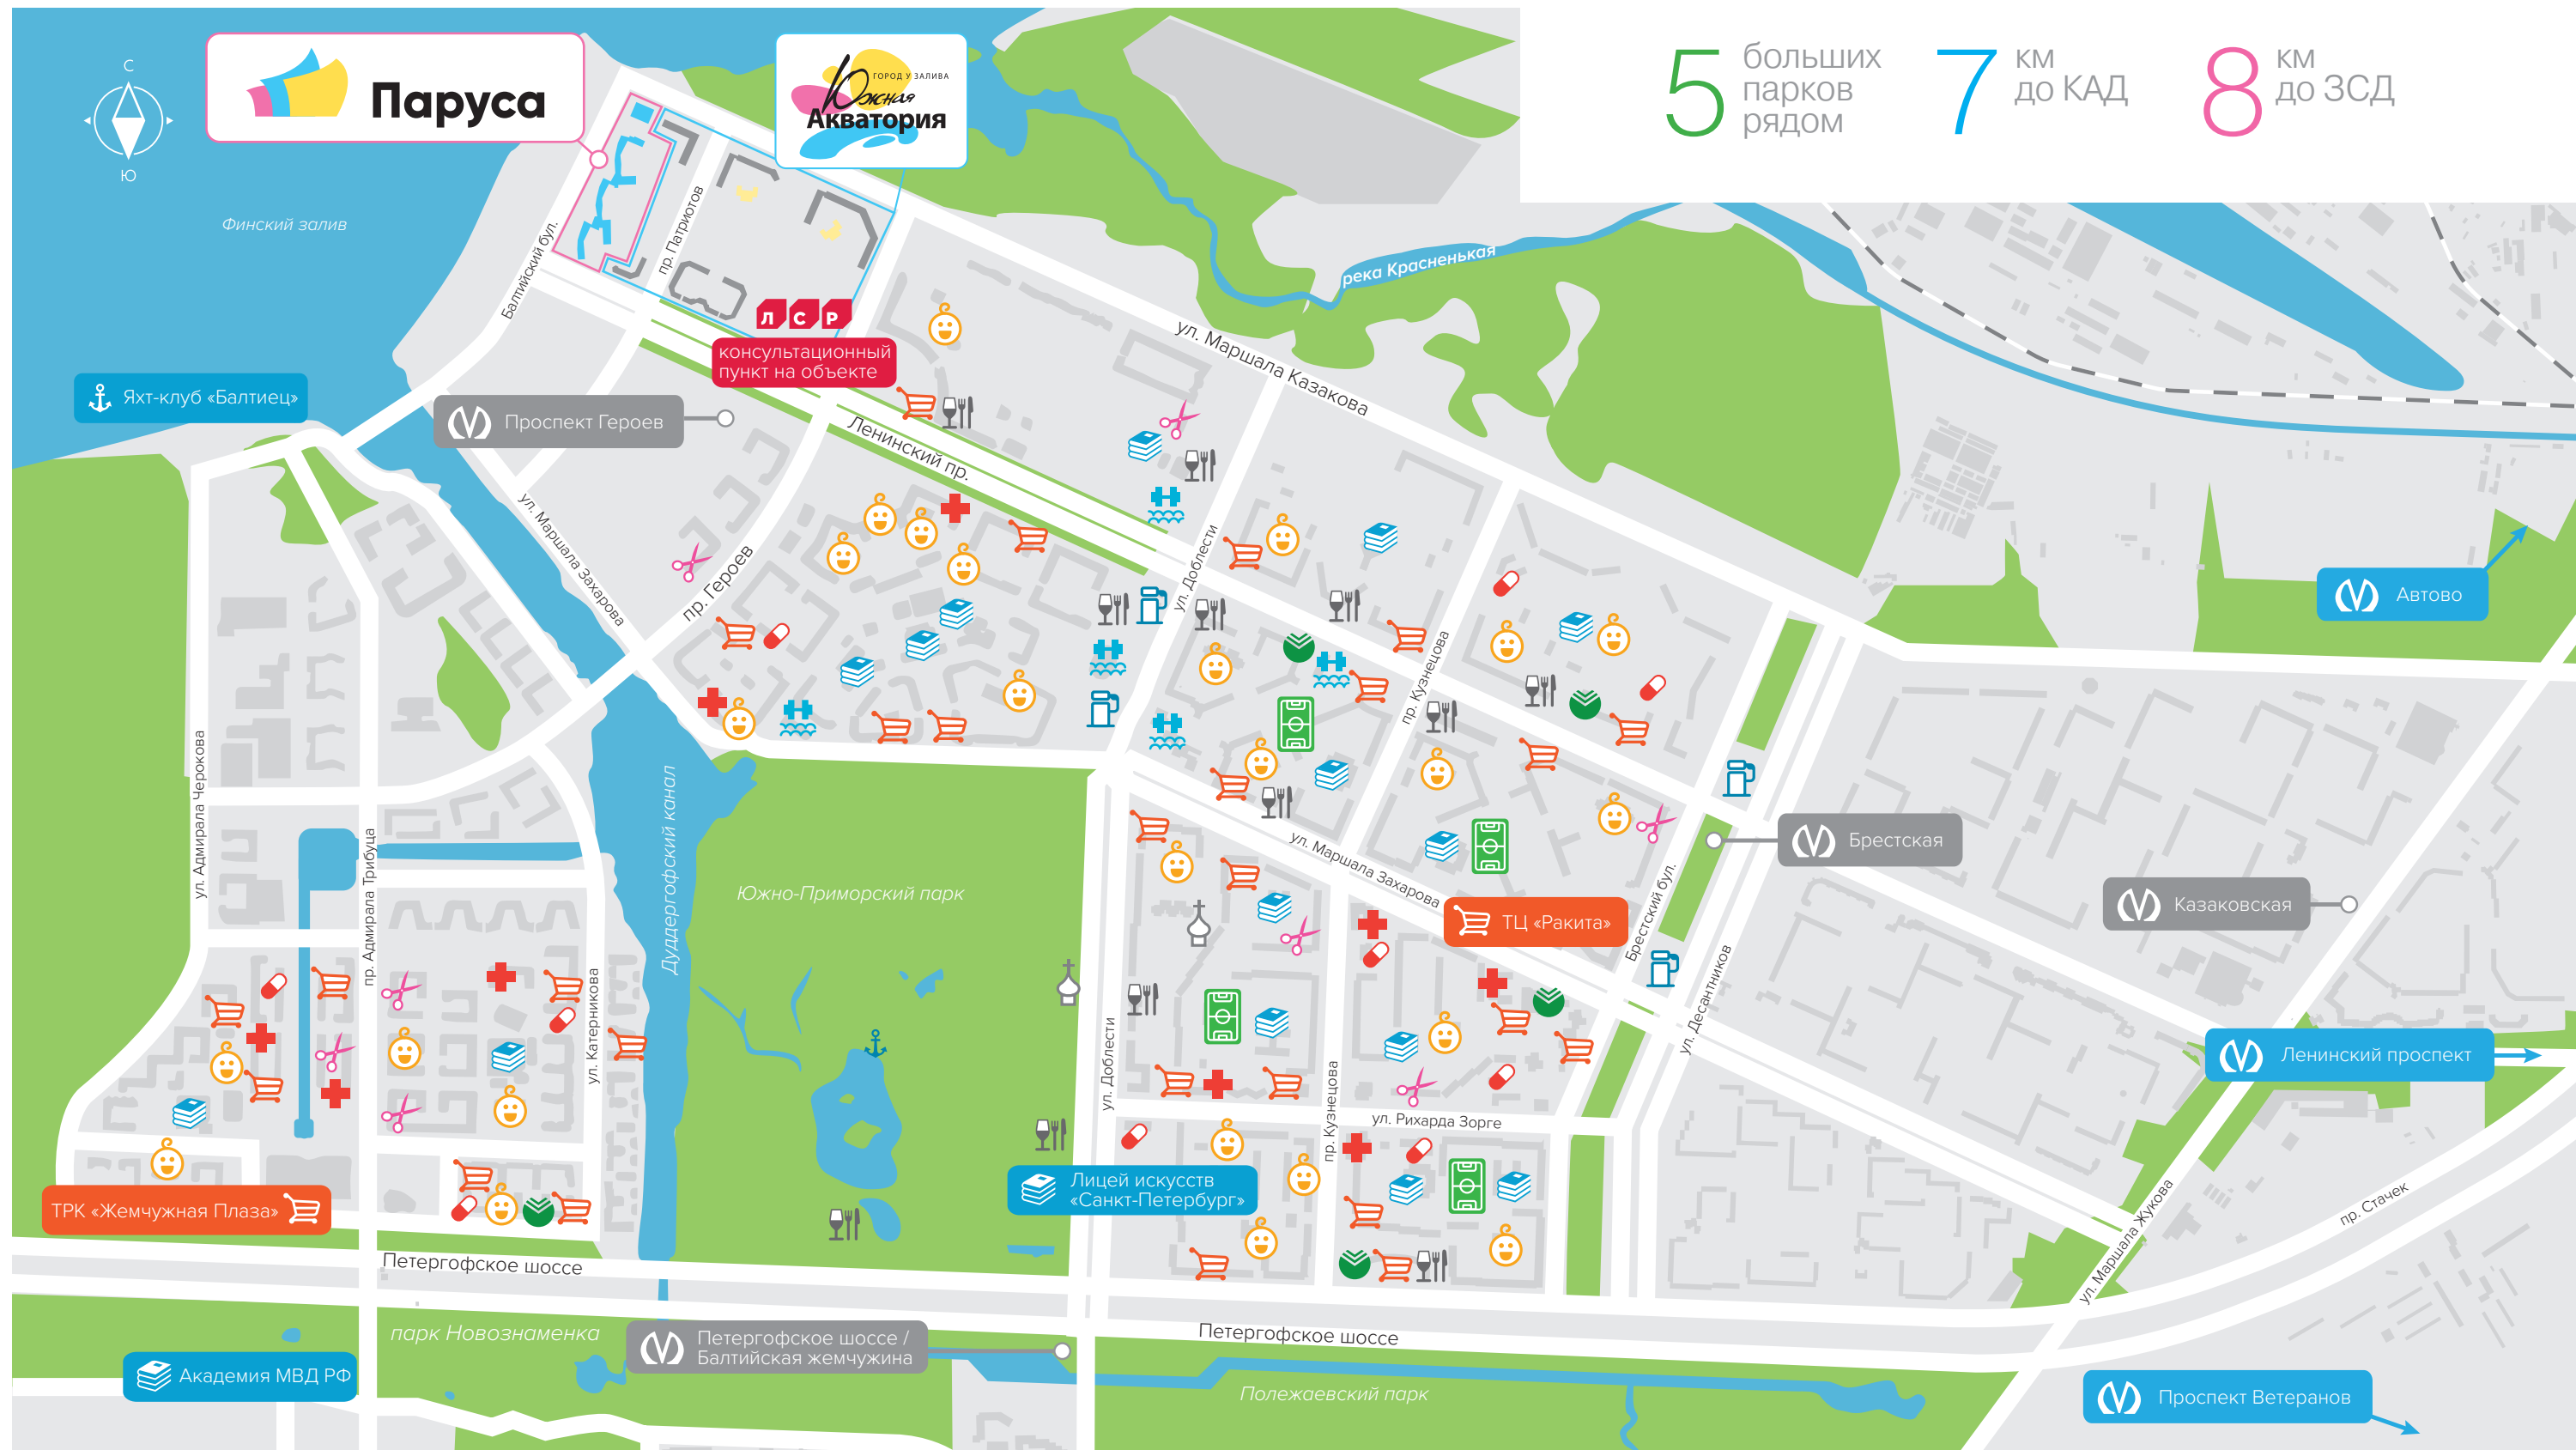 С
Ю
Паруса
ГОРОД У ЗАЛИВА
Южная
Акватория
5 больших
парков
рядом
7 км
до КАД
8 км
до ЗСД
Финский залив
Балтийский бул.
пр. Патриотов
река Красненькая
ул. Маршала Казакова
Л С Р
консультационный
пункт на объекте
Яхт-клуб «Балтиец»
Проспект Героев
Ленинский пр.
ул. Маршала Захарова
пр. Героев
ул. Доблести
пр. Кузнецова
Автово
ул. Адмирала Черокова
пр. Адмирала Трибуца
Дуддергофский канал
Южно-Приморский парк
ул. Маршала Захарова
Брестская
Казаковская
ТЦ «Ракита»
Брестский бул.
ул. Десантников
ул. Катерникова
ул. Доблести
пр. Кузнецова
ул. Рихарда Зорге
Ленинский проспект
Лицей искусств
«Санкт-Петербург»
ТРК «Жемчужная Плаза»
пр. Стачек
ул. Маршала Жукова
Петергофское шоссе
парк Новознаменка
Петергофское шоссе /
Балтийская жемчужина
Петергофское шоссе
Академия МВД РФ
Полежаевский парк
Проспект Ветеранов